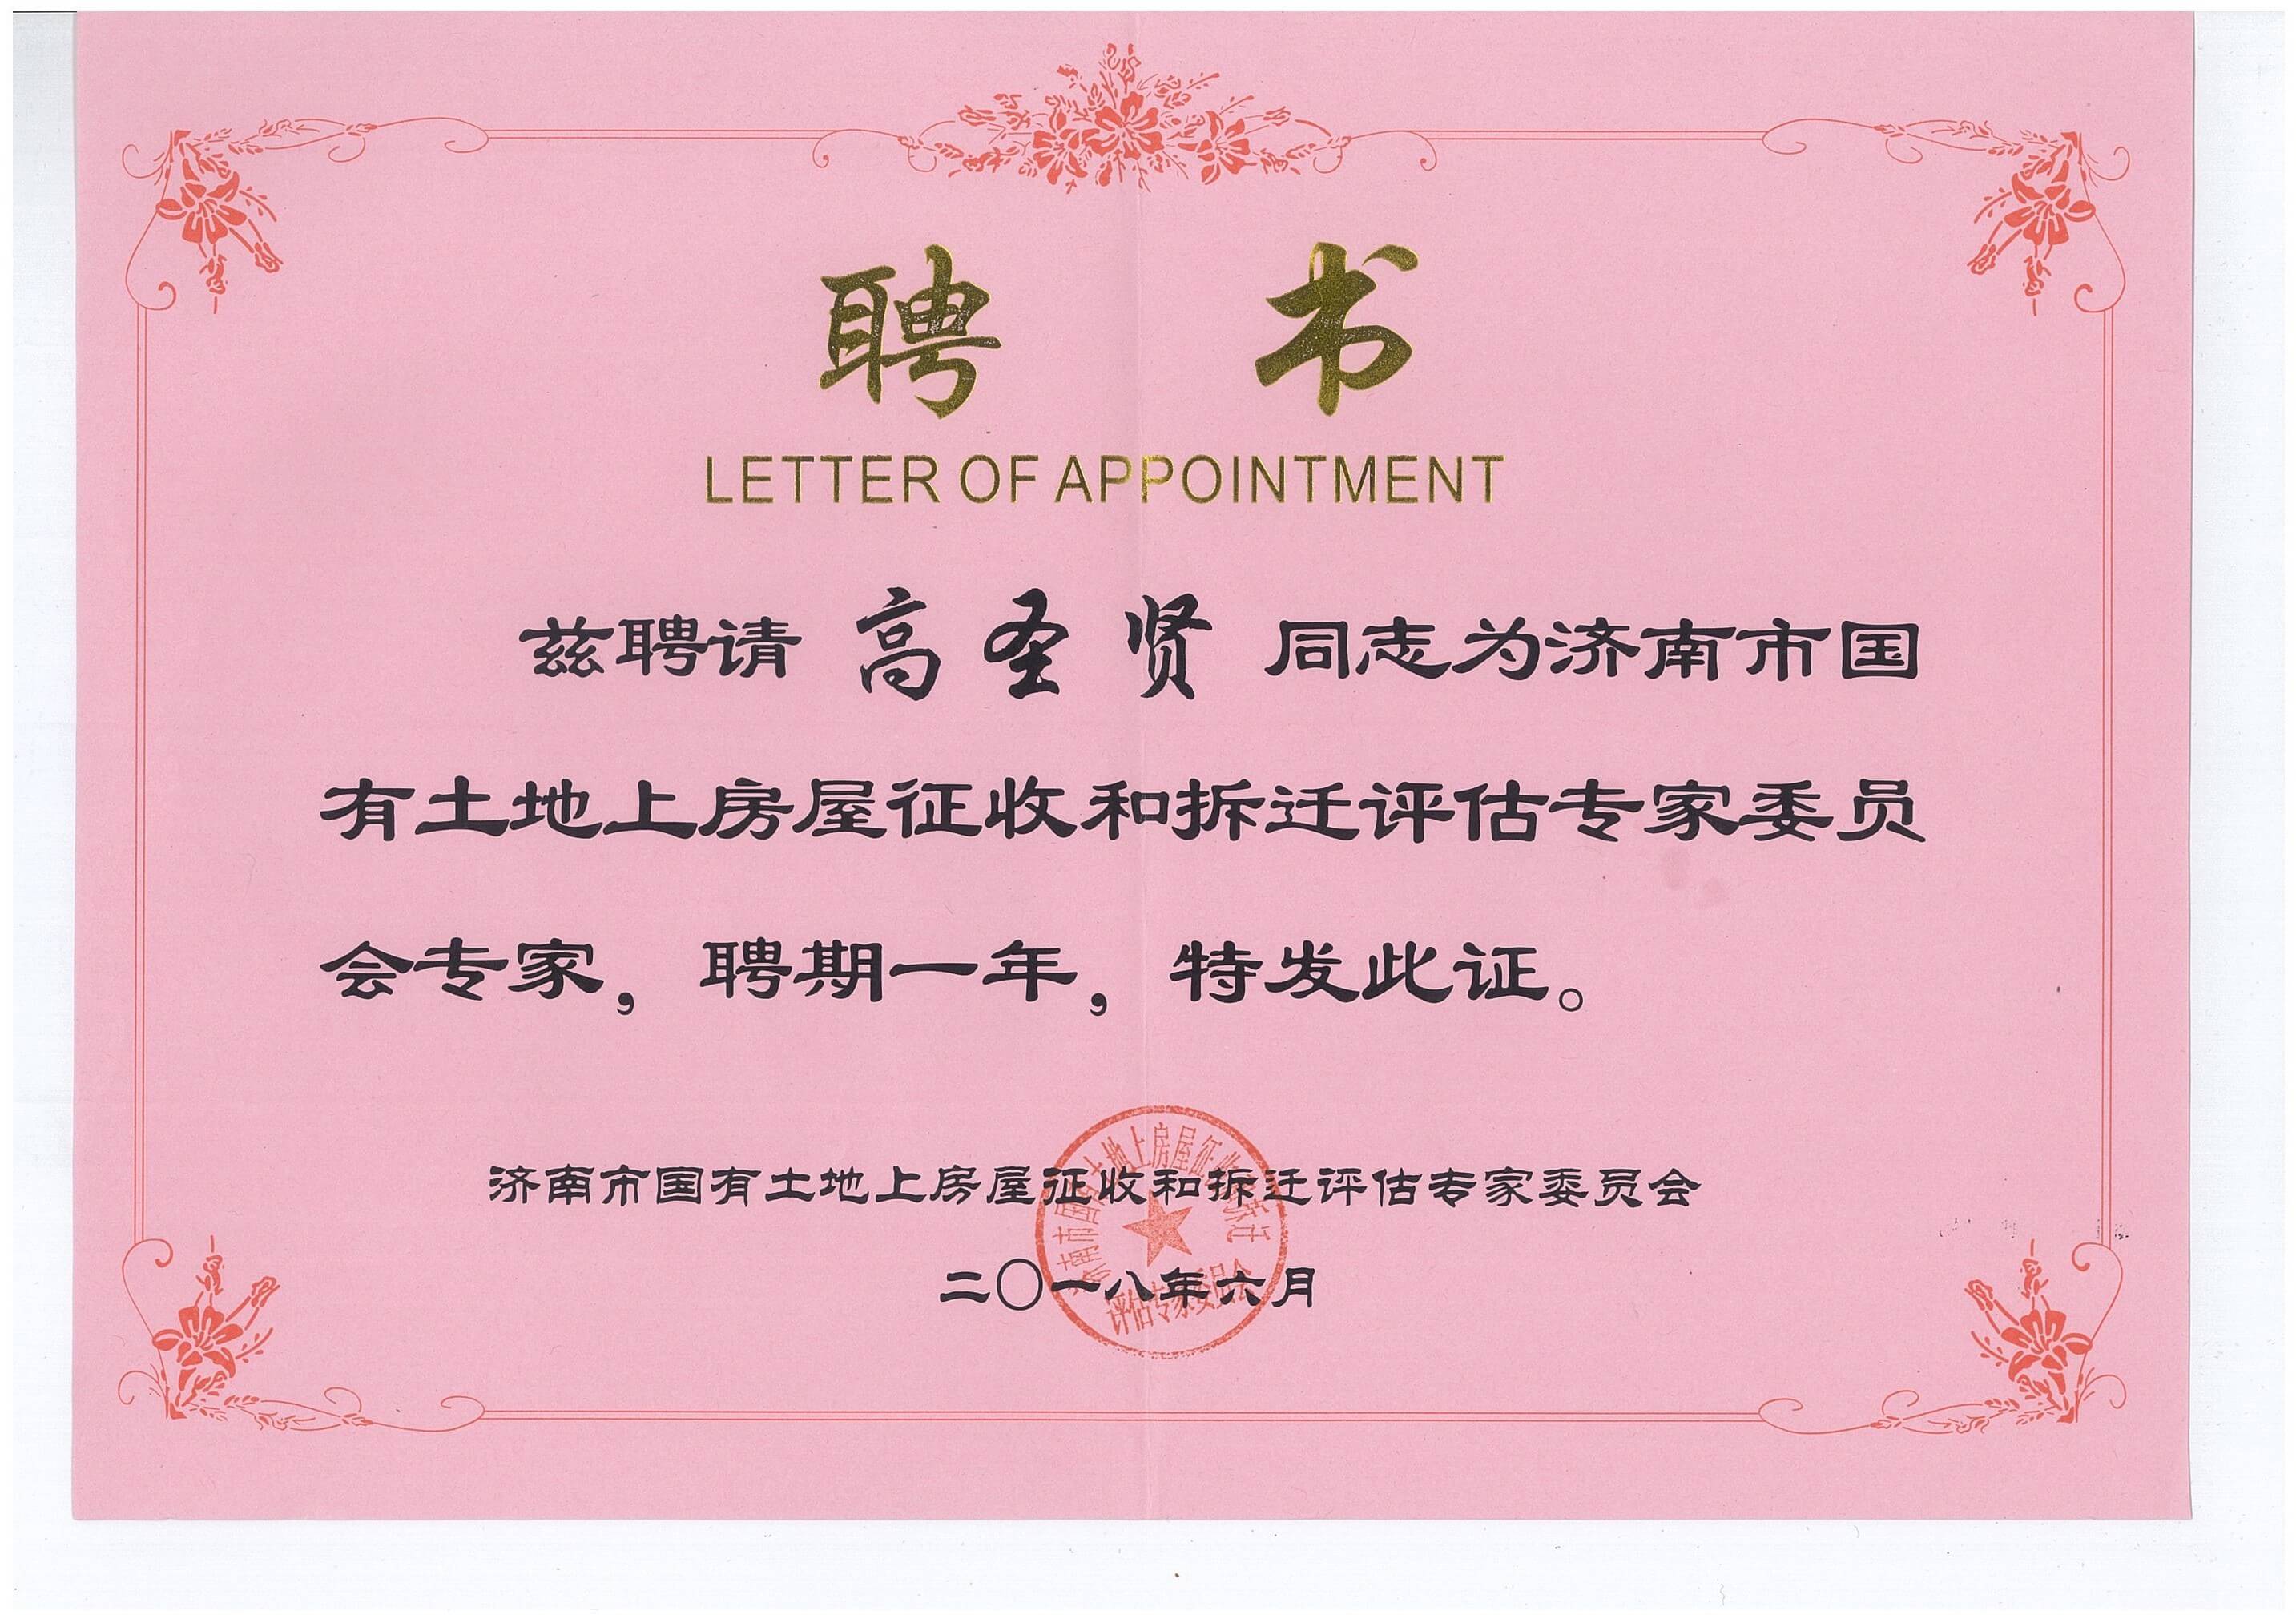 聘 书
LETTER OF APPOINTMENT
兹聘请 高圣贤 同志为济南市国
有土地上房屋征收和拆迁评估专家委员
会专家，聘期一年，特发此证。
济南市国有土地上房屋征收和拆迁评估专家委员会
二〇一八年六月
济南市国有土地上房屋征收和拆迁
评估专家委员会